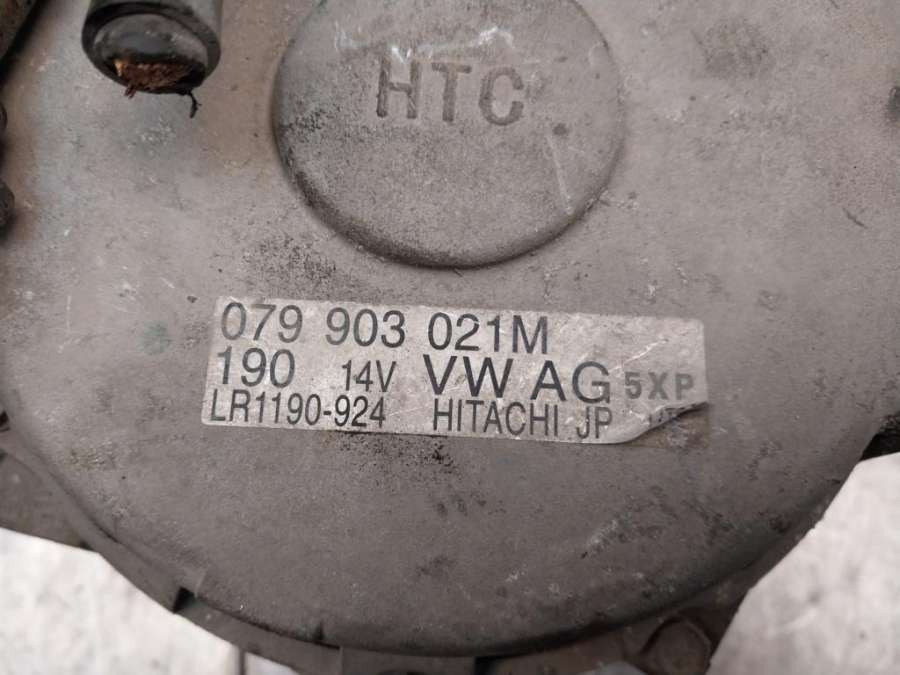 HTC
079 903 021M
190 14V VW AG 5XP
LR1190-924 HITACHI JP